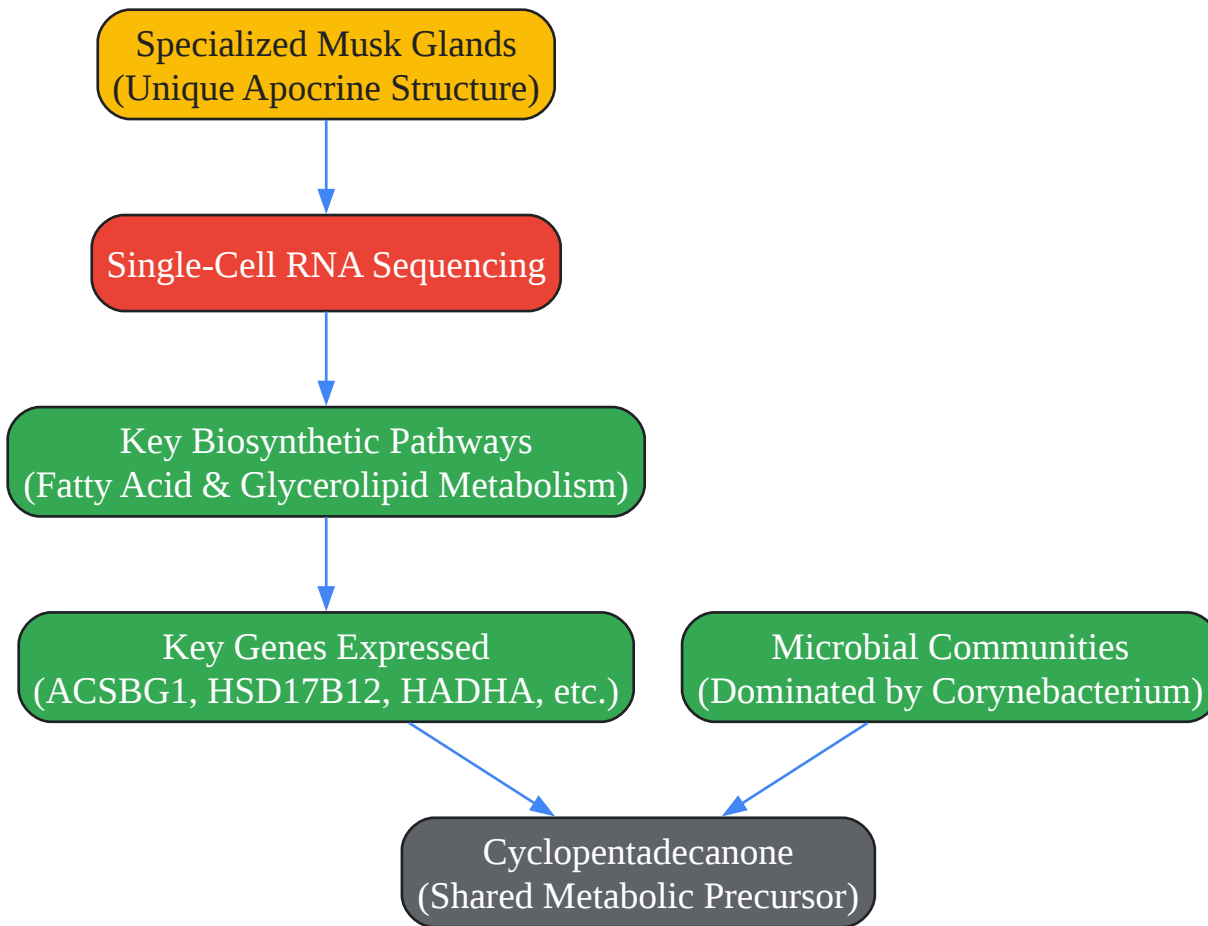 Specialized Musk Glands
(Unique Apocrine Structure)
Single-Cell RNA Sequencing
Key Biosynthetic Pathways
(Fatty Acid & Glycerolipid Metabolism)
Key Genes Expressed
(ACSBG1, HSD17B12, HADHA, etc.)
Microbial Communities
(Dominated by Corynebacterium)
Cyclopentadecanone
(Shared Metabolic Precursor)